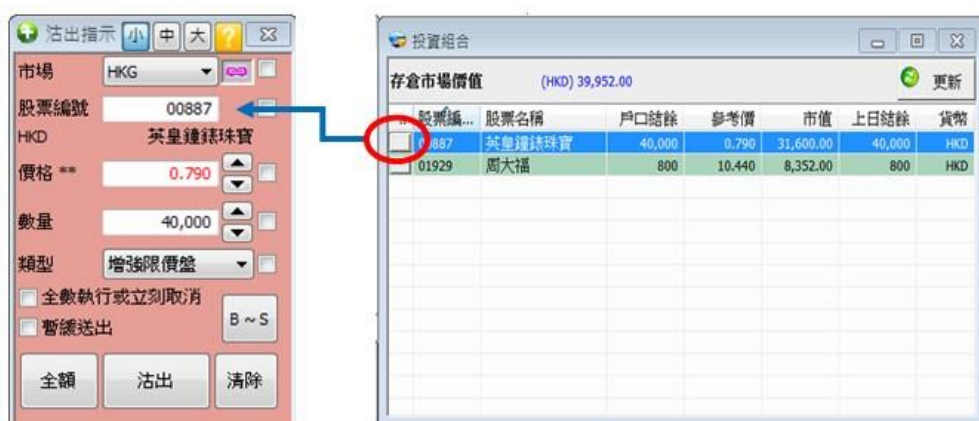 沽出指示 小 中 大 ?
市場 HKG
股票編號 00887
HKD 英皇鐘錶珠寶
價格 ** 0.790
數量 40,000
類型 增強限價盤
全數執行或立刻取消
暫緩送出
B ~ S
全額 沽出 清除
投資組合
存倉市場價值 (HKD) 39,952.00 更新
股票編... 股票名稱 戶口結餘 參考價 市值 上日結餘 貨幣
00887 英皇鐘錶珠寶 40,000 0.790 31,600.00 40,000 HKD
01929 周大福 800 10.440 8,352.00 800 HKD